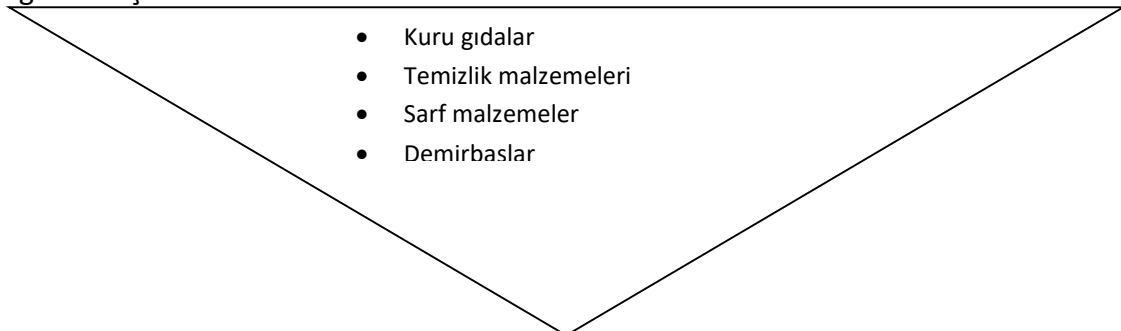 • Kuru gıdalar
• Temizlik malzemeleri
• Sarf malzemeler
• Demirbaşlar